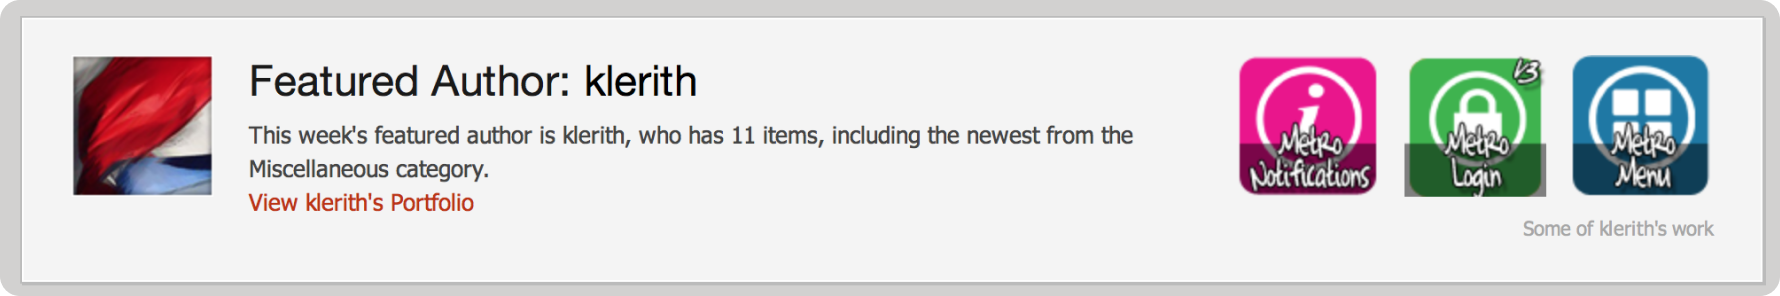 Featured Author: klerith
This week's featured author is klerith, who has 11 items, including the newest from the
Miscellaneous category.
View klerith's Portfolio
i
Metro
Notifications
V3
Metro
Login
Metro
Menu
Some of klerith's work